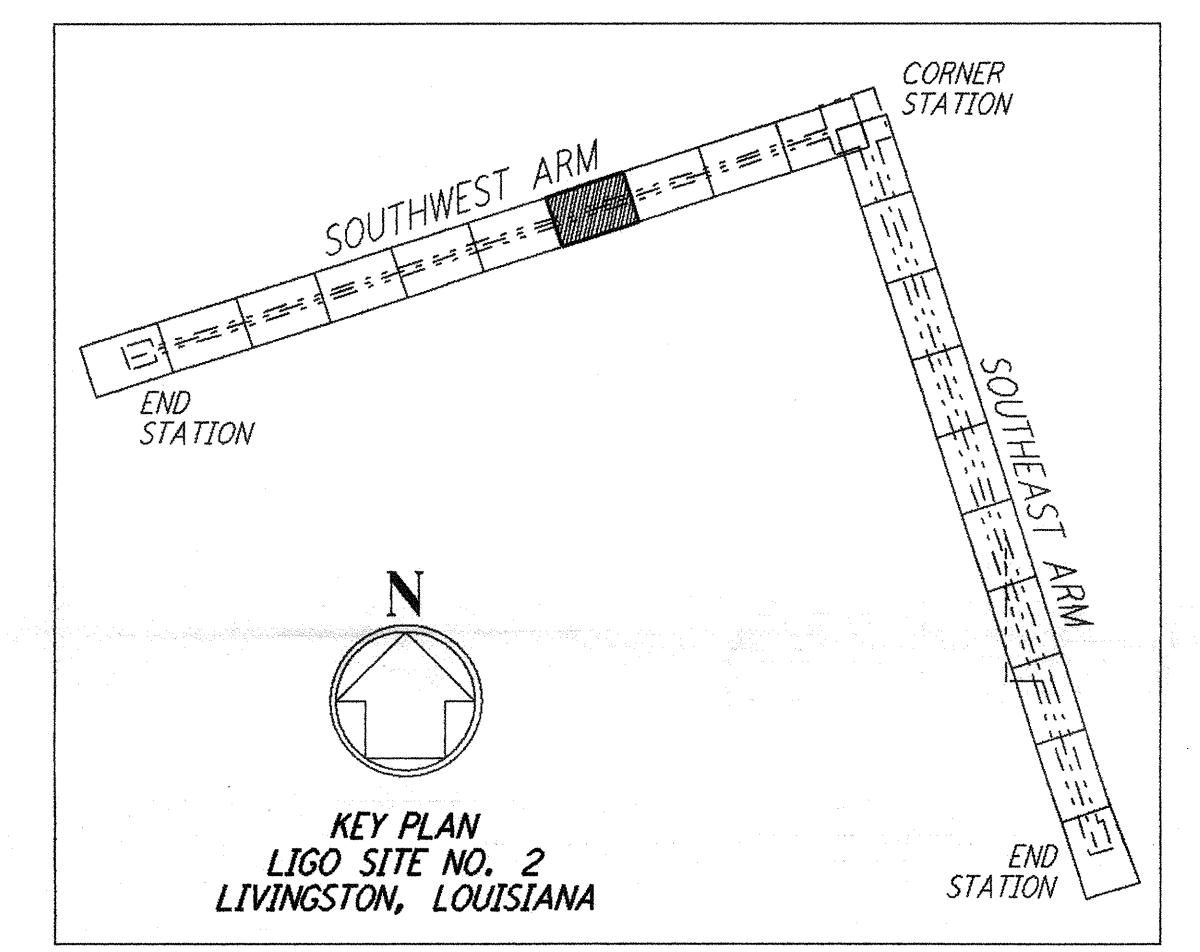 CORNER
STATION
SOUTHWEST ARM
END
STATION
SOUTHEAST ARM
N
KEY PLAN
LIGO SITE NO. 2
LIVINGSTON, LOUISIANA
END
STATION